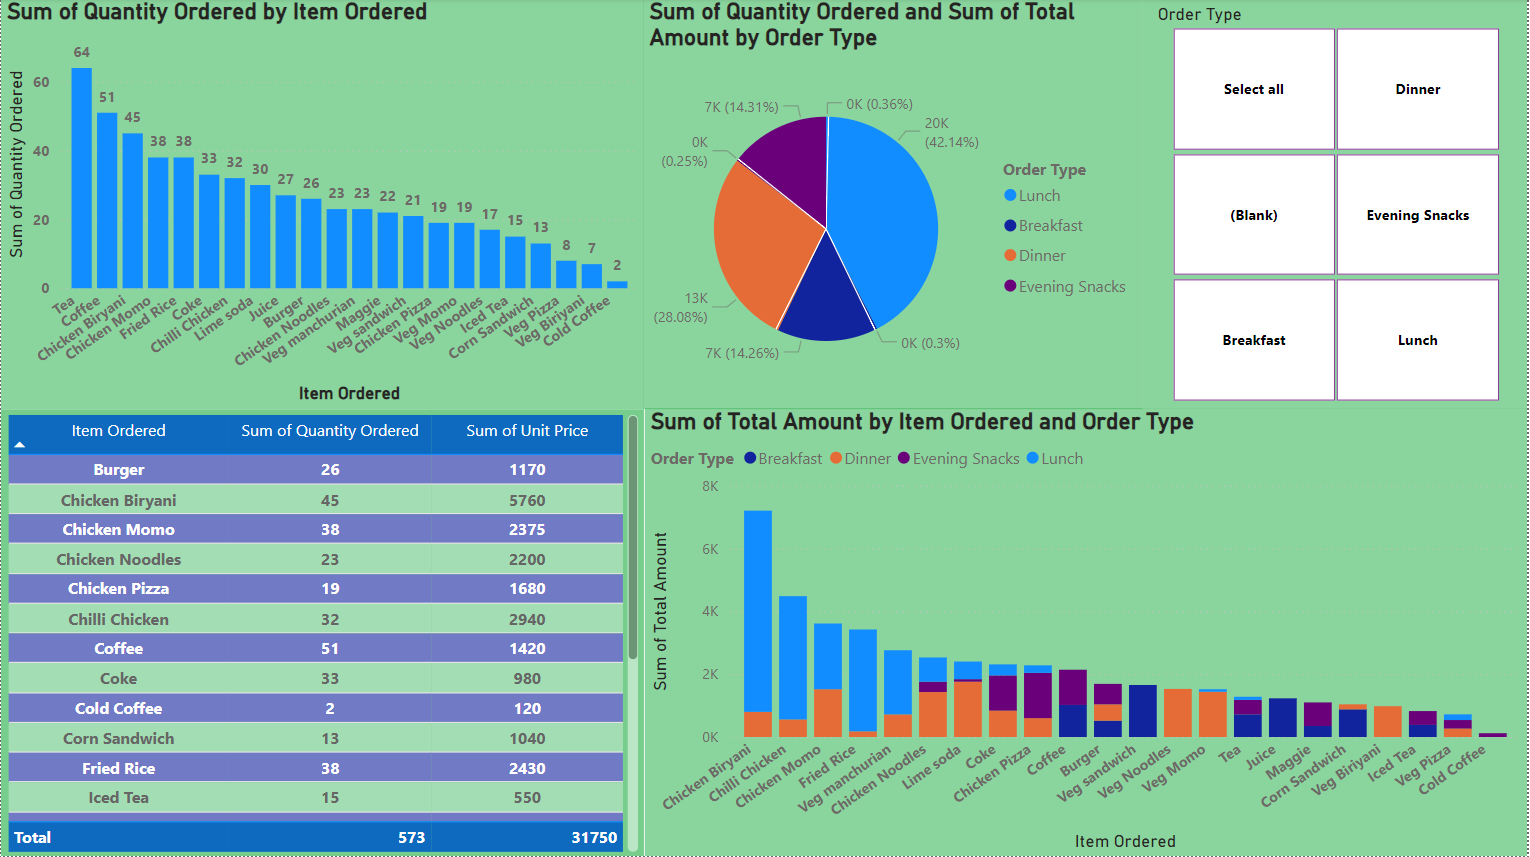 Sum of Quantity Ordered by Item Ordered
Sum of Quantity Ordered
60
40
20
0
64
51
45
38
38
33
32
30
27
26
23
23
22
21
19
19
17
15
13
8
7
2
Tea
Coffee
Chicken Biryani
Chicken Momo
Fried Rice
Coke
Chilli Chicken
Lime soda
Juice
Burger
Chicken Noodles
Veg manchurian
Maggie
Veg sandwich
Chicken Pizza
Veg Momo
Veg Noodles
Iced Tea
Corn Sandwich
Veg Pizza
Veg Biriyani
Cold Coffee
Item Ordered
Sum of Quantity Ordered and Sum of Total
Amount by Order Type
7K (14.31%)
0K (0.36%)
20K
(42.14%)
0K
(0.25%)
13K
(28.08%)
7K (14.26%)
0K (0.3%)
Order Type
Lunch
Breakfast
Dinner
Evening Snacks
Order Type
Select all
Dinner
(Blank)
Evening Snacks
Breakfast
Lunch
Item Ordered Sum of Quantity Ordered Sum of Unit Price
Burger 26 1170
Chicken Biryani 45 5760
Chicken Momo 38 2375
Chicken Noodles 23 2200
Chicken Pizza 19 1680
Chilli Chicken 32 2940
Coffee 51 1420
Coke 33 980
Cold Coffee 2 120
Corn Sandwich 13 1040
Fried Rice 38 2430
Iced Tea 15 550
Total 573 31750
Sum of Total Amount by Item Ordered and Order Type
Order Type Breakfast Dinner Evening Snacks Lunch
Sum of Total Amount
8K
6K
4K
2K
0K
Chicken Biryani
Chilli Chicken
Chicken Momo
Fried Rice
Veg manchurian
Chicken Noodles
Lime soda
Coke
Chicken Pizza
Coffee
Burger
Veg sandwich
Veg Noodles
Veg Momo
Tea
Juice
Maggie
Corn Sandwich
Veg Biriyani
Iced Tea
Veg Pizza
Cold Coffee
Item Ordered